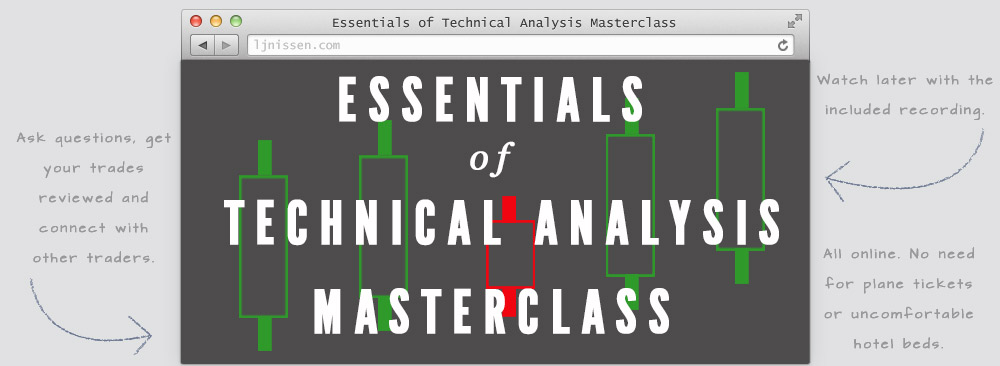 Essentials of Technical Analysis Masterclass
ljnissen.com
ESSENTIALS
of
TECHNICAL ANALYSIS
MASTERCLASS
Ask questions, get
your trades
reviewed and
connect with
other traders.
Watch later with the
included recording.
All online. No need
for plane tickets
or uncomfortable
hotel beds.